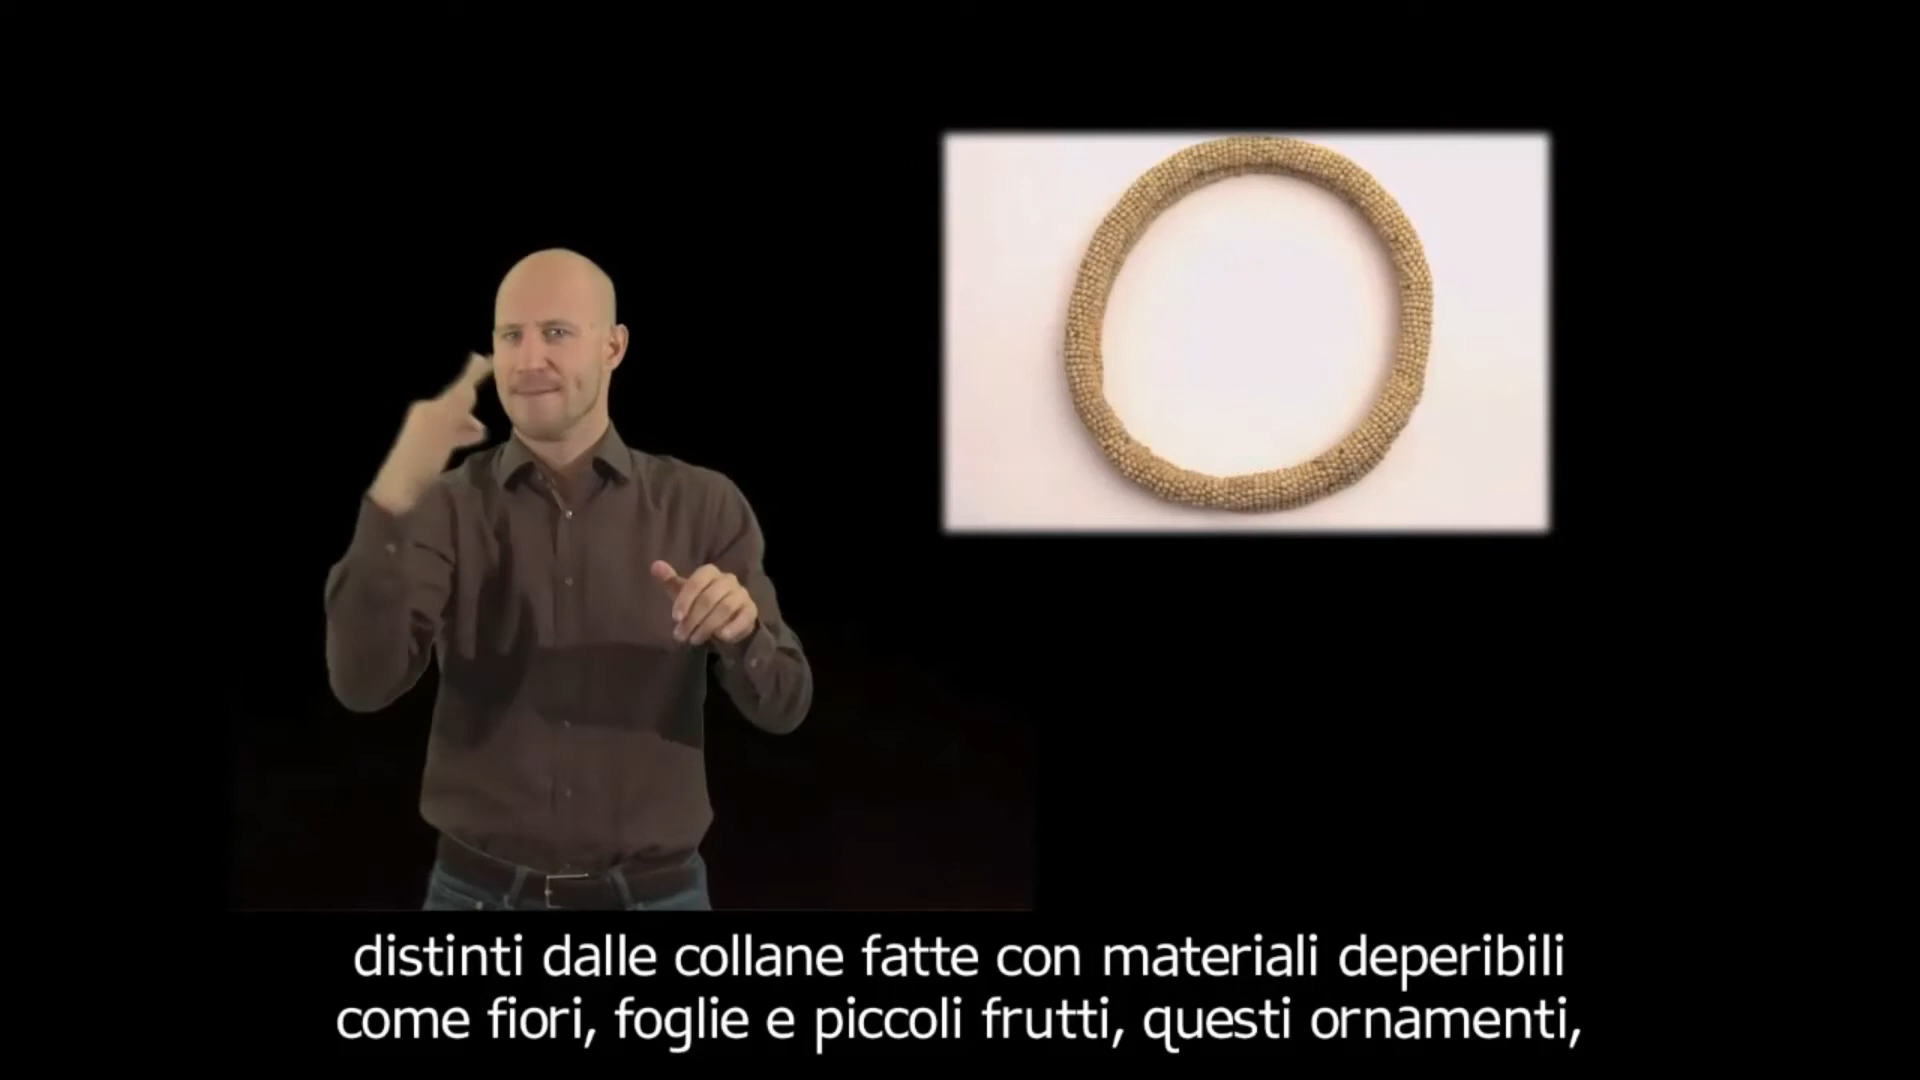 distinti dalle collane fatte con materiali deperibili
come fiori, foglie e piccoli frutti, questi ornamenti,